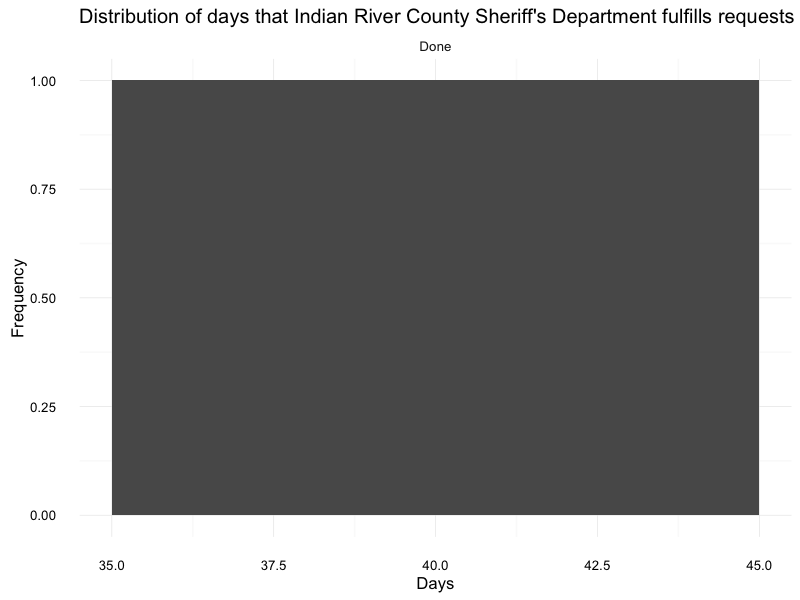 Distribution of days that Indian River County Sheriff's Department fulfills requests
Done
1.00
0.75
0.50
0.25
0.00
Frequency
35.0
37.5
40.0
42.5
45.0
Days